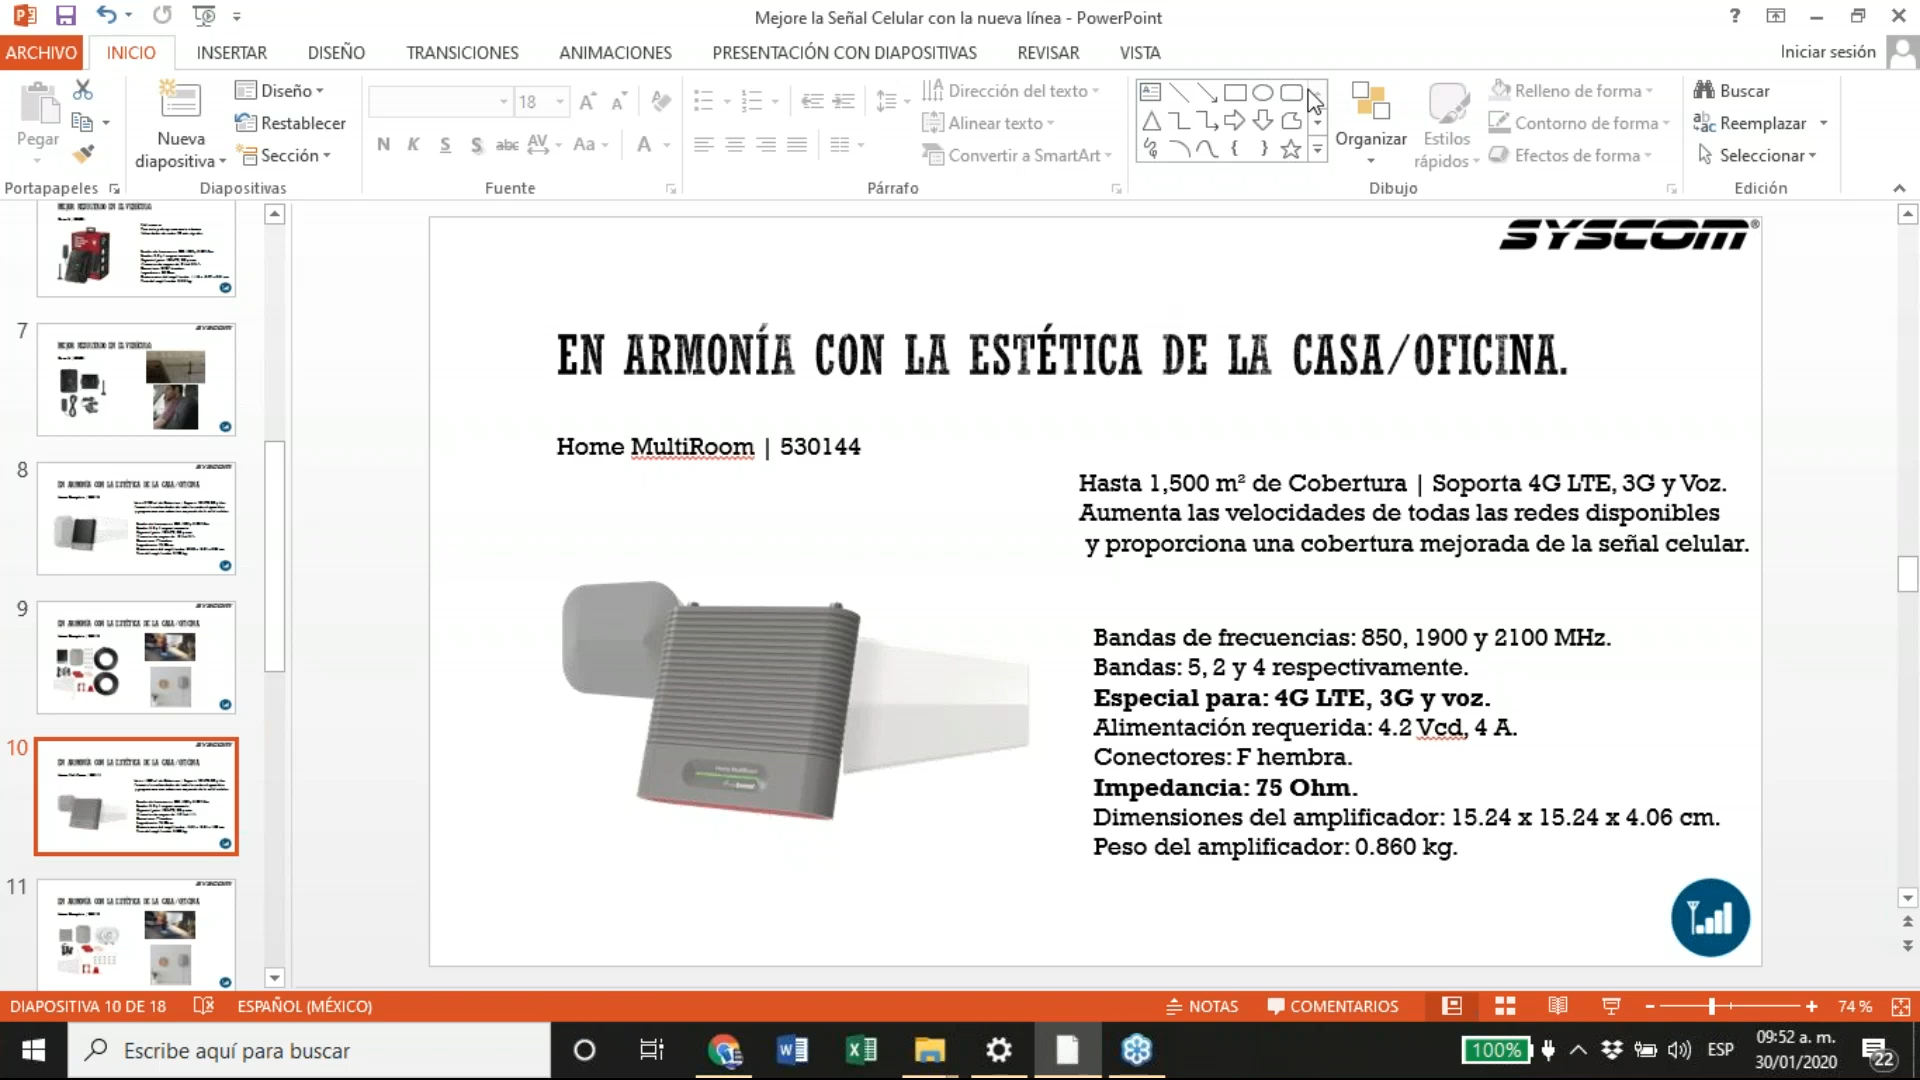 Mejore la Señal Celular con la nueva línea - PowerPoint
ARCHIVO
INICIO
INSERTAR
DISEÑO
TRANSICIONES
ANIMACIONES
PRESENTACIÓN CON DIAPOSITIVAS
REVISAR
VISTA
Iniciar sesión
Pegar
Nueva
diapositiva
Diseño
Restablecer
Sección
18
N K S S abc AV Aa A
Dirección del texto
Alinear texto
Convertir a SmartArt
Organizar
Estilos
rápidos
Relleno de forma
Contorno de forma
Efectos de forma
Buscar
Reemplazar
Seleccionar
Portapapeles
Diapositivas
Fuente
Párrafo
Dibujo
Edición
7
8
9
10
11
SYSCOM®
EN ARMONÍA CON LA ESTÉTICA DE LA CASA/OFICINA.
Home MultiRoom | 530144
Hasta 1,500 m² de Cobertura | Soporta 4G LTE, 3G y Voz.
Aumenta las velocidades de todas las redes disponibles
y proporciona una cobertura mejorada de la señal celular.
Bandas de frecuencias: 850, 1900 y 2100 MHz.
Bandas: 5, 2 y 4 respectivamente.
Especial para: 4G LTE, 3G y voz.
Alimentación requerida: 4.2 Vcd, 4 A.
Conectores: F hembra.
Impedancia: 75 Ohm.
Dimensiones del amplificador: 15.24 x 15.24 x 4.06 cm.
Peso del amplificador: 0.860 kg.
DIAPOSITIVA 10 DE 18
ESPAÑOL (MÉXICO)
NOTAS
COMENTARIOS
74 %
Escribe aquí para buscar
100%
ESP
09:52 a. m.
30/01/2020
22